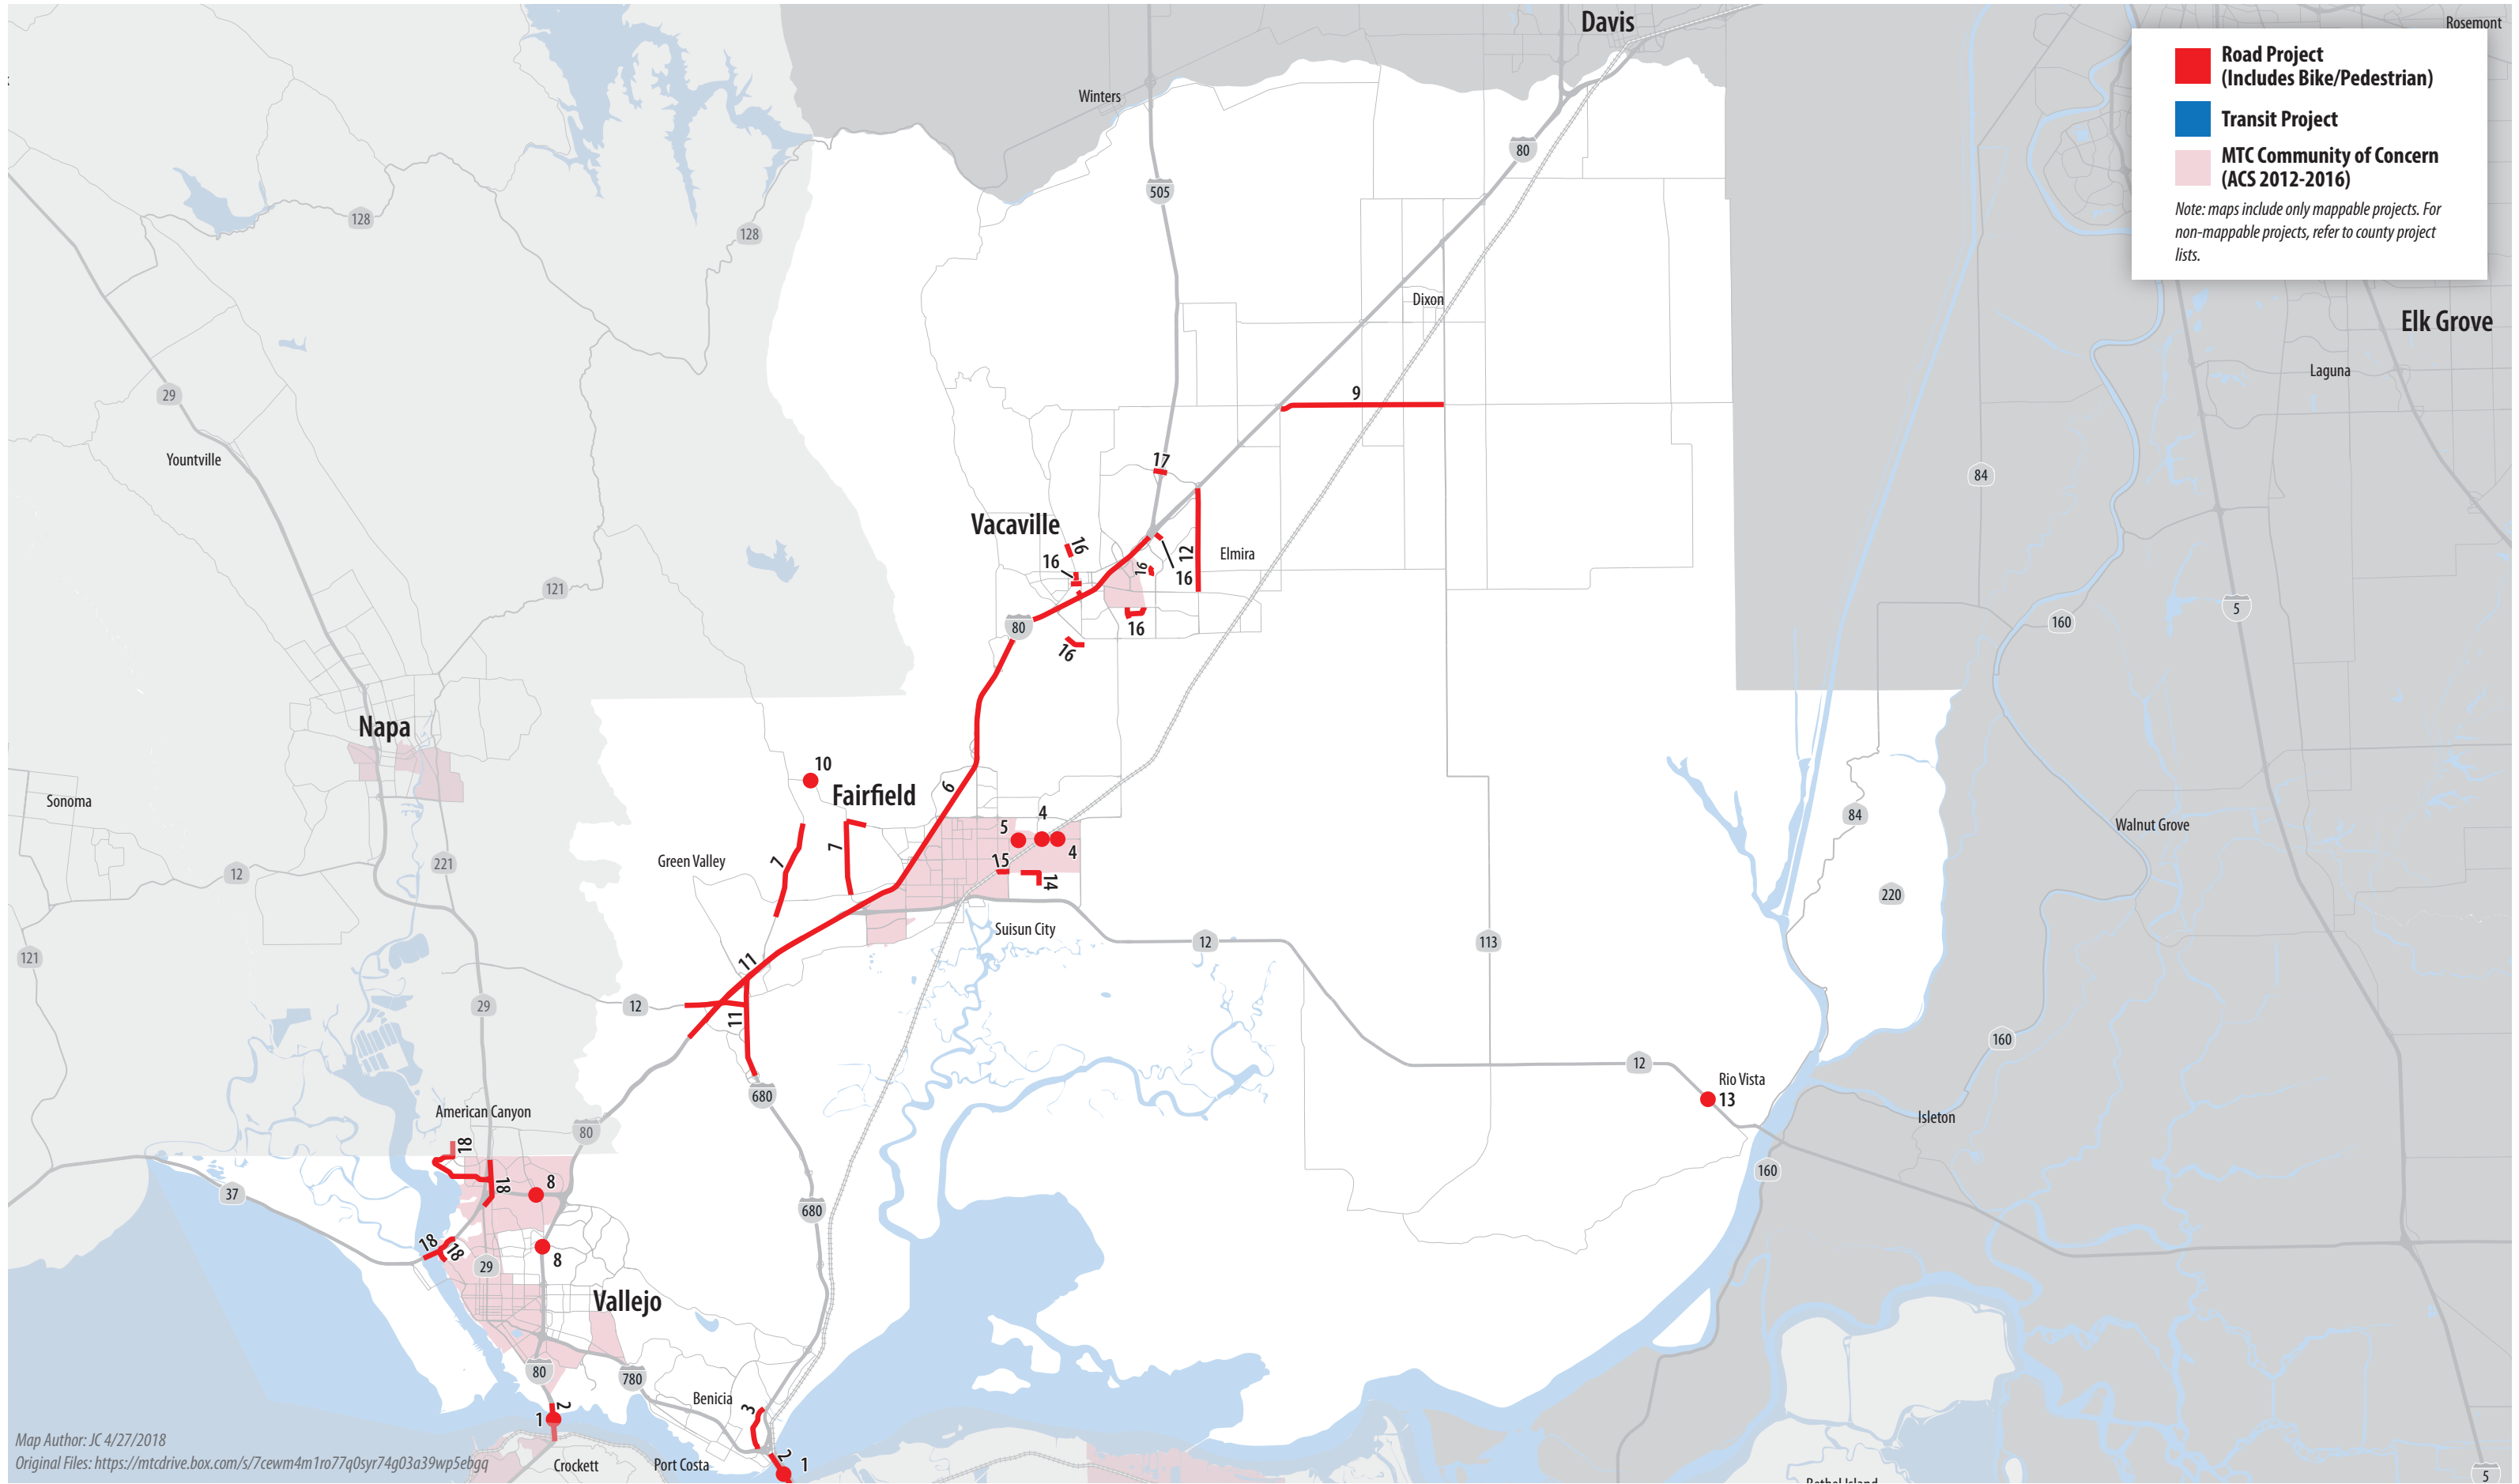 Davis
Rosemont
Road Project
(Includes Bike/Pedestrian)
Transit Project
MTC Community of Concern
(ACS 2012-2016)
Note: maps include only mappable projects. For
non-mappable projects, refer to county project
lists.
Winters
80
505
128
128
Dixon
Elk Grove
Laguna
29
9
Yountville
17
84
Vacaville
16
16
12
Elmira
16
16
121
5
80
16
160
16
Napa
10
Fairfield
6
Sonoma
4
84
5
Walnut Grove
4
7
7
Green Valley
15
221
12
14
220
Suisun City
12
113
121
11
29
12
11
160
12
680
Rio Vista
13
American Canyon
Isleton
80
18
160
18
8
37
680
18
18
8
29
Vallejo
80
780
Benicia
3
2
1
Map Author: JC 4/27/2018
Original Files: https://mtcdrive.box.com/s/7cewm4m1ro77q0syr74g03a39wp5ebgq
Crockett
Port Costa
2
1
5